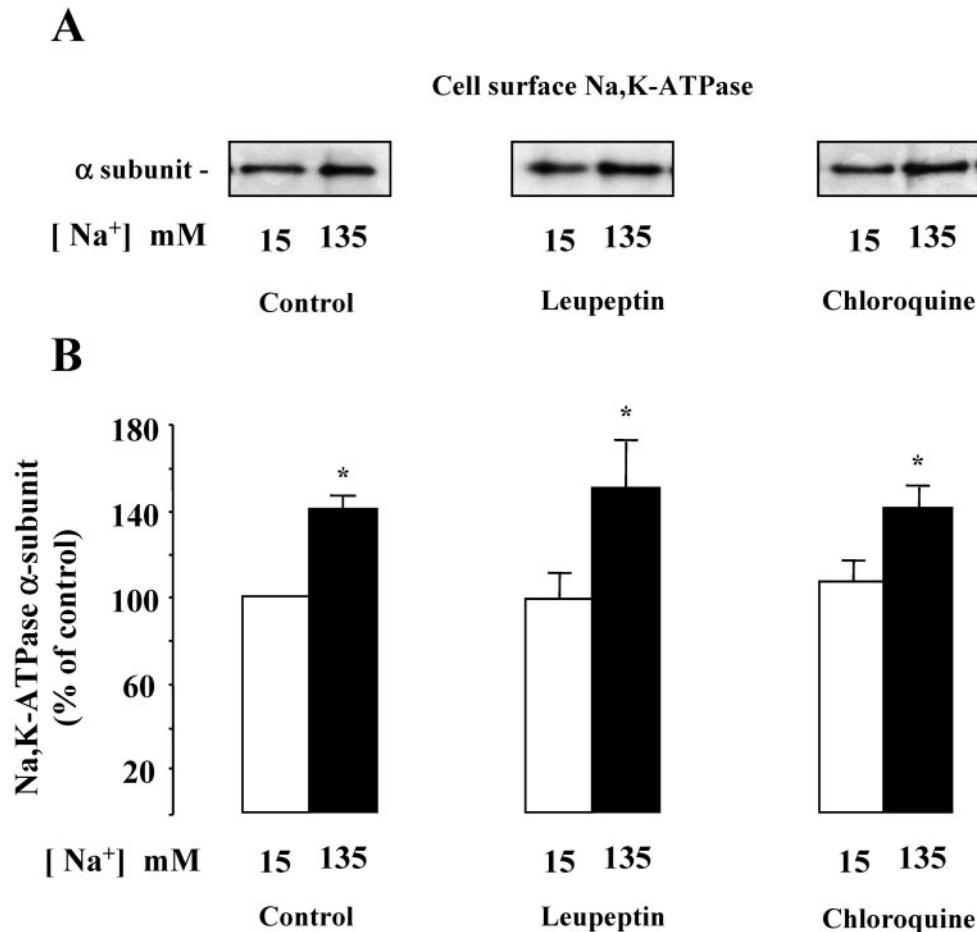 A
Cell surface Na,K-ATPase
α subunit -
[ Na⁺] mM 15 135 15 135 15 135
Control Leupeptin Chloroquine
B
Na,K-ATPase α-subunit
(% of control)
180
*
*
*
140
100
60
20
[ Na⁺] mM 15 135 15 135 15 135
Control Leupeptin Chloroquine